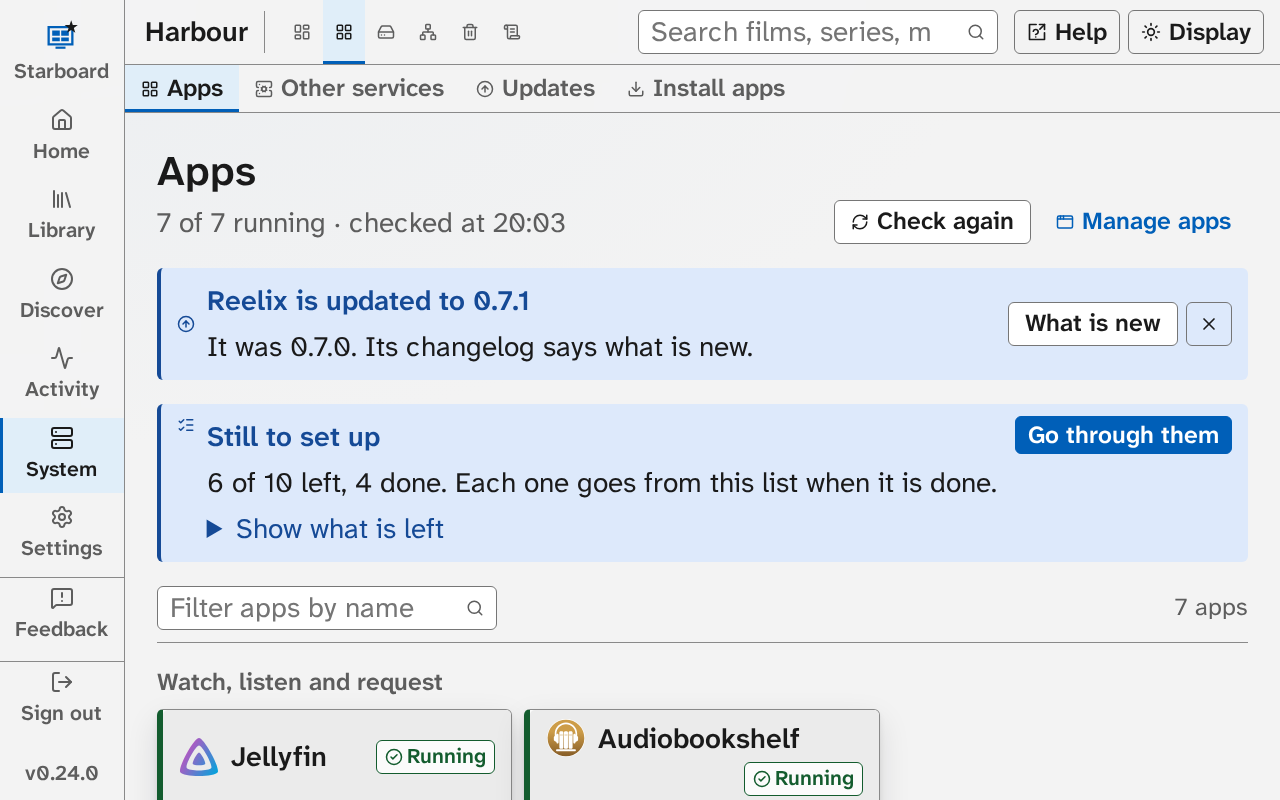 Starboard
Home
Library
Discover
Activity
System
Settings
Feedback
Sign out
v0.24.0
Harbour
Search films, series, m
Help
Display
Apps
Other services
Updates
Install apps
Apps
7 of 7 running · checked at 20:03
Check again
Manage apps
Reelix is updated to 0.7.1
It was 0.7.0. Its changelog says what is new.
What is new
Still to set up
Go through them
6 of 10 left, 4 done. Each one goes from this list when it is done.
Show what is left
Filter apps by name
7 apps
Watch, listen and request
Jellyfin
Running
Audiobookshelf
Running